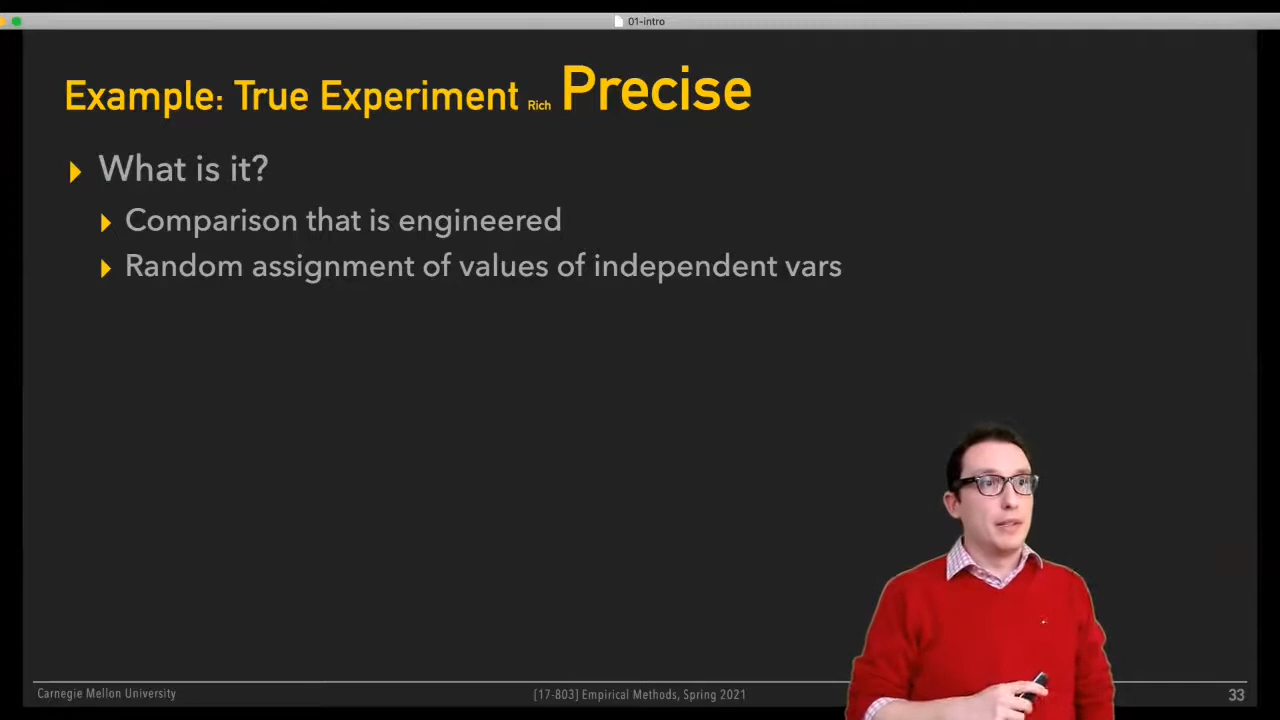 01-intro
Example: True Experiment Rich Precise
What is it?
Comparison that is engineered
Random assignment of values of independent vars
Carnegie Mellon University
[17-803] Empirical Methods, Spring 2021
33